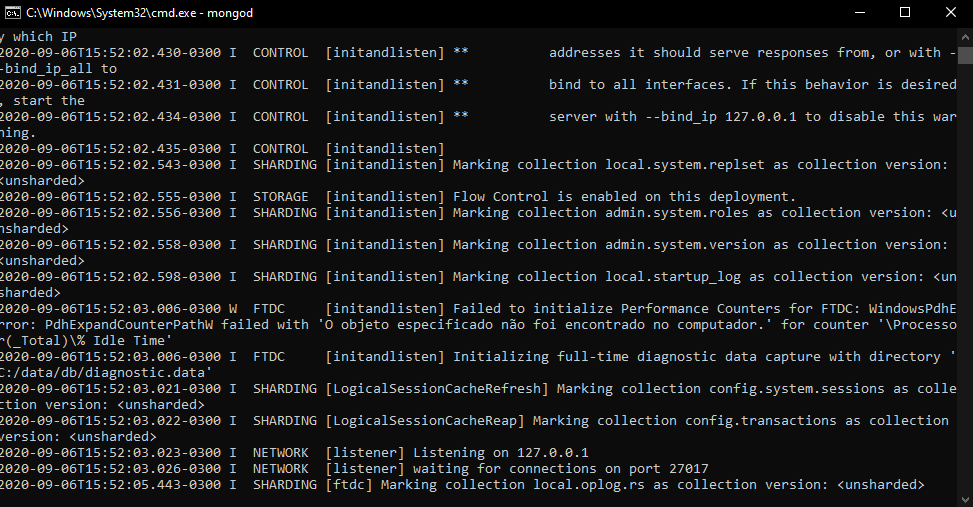 C:\Windows\System32\cmd.exe - mongod
y which IP
2020-09-06T15:52:02.430-0300 I  CONTROL  [initandlisten] **          addresses it should serve responses from, or with -
-bind_ip_all to
2020-09-06T15:52:02.431-0300 I  CONTROL  [initandlisten] **          bind to all interfaces. If this behavior is desired
, start the
2020-09-06T15:52:02.434-0300 I  CONTROL  [initandlisten] **          server with --bind_ip 127.0.0.1 to disable this war
ning.
2020-09-06T15:52:02.435-0300 I  CONTROL  [initandlisten]
2020-09-06T15:52:02.543-0300 I  SHARDING [initandlisten] Marking collection local.system.replset as collection version:
<unsharded>
2020-09-06T15:52:02.555-0300 I  STORAGE  [initandlisten] Flow Control is enabled on this deployment.
2020-09-06T15:52:02.556-0300 I  SHARDING [initandlisten] Marking collection admin.system.roles as collection version: <u
nsharded>
2020-09-06T15:52:02.558-0300 I  SHARDING [initandlisten] Marking collection admin.system.version as collection version:
<unsharded>
2020-09-06T15:52:02.598-0300 I  SHARDING [initandlisten] Marking collection local.startup_log as collection version: <un
sharded>
2020-09-06T15:52:03.006-0300 W  FTDC     [initandlisten] Failed to initialize Performance Counters for FTDC: WindowsPdhE
rror: PdhExpandCounterPathW failed with 'O objeto especificado não foi encontrado no computador.' for counter '\Processo
r(_Total)\% Idle Time'
2020-09-06T15:52:03.006-0300 I  FTDC     [initandlisten] Initializing full-time diagnostic data capture with directory '
C:/data/db/diagnostic.data'
2020-09-06T15:52:03.021-0300 I  SHARDING [LogicalSessionCacheRefresh] Marking collection config.system.sessions as colle
ction version: <unsharded>
2020-09-06T15:52:03.022-0300 I  SHARDING [LogicalSessionCacheReap] Marking collection config.transactions as collection
version: <unsharded>
2020-09-06T15:52:03.023-0300 I  NETWORK  [listener] Listening on 127.0.0.1
2020-09-06T15:52:03.026-0300 I  NETWORK  [listener] waiting for connections on port 27017
2020-09-06T15:52:05.443-0300 I  SHARDING [ftdc] Marking collection local.oplog.rs as collection version: <unsharded>